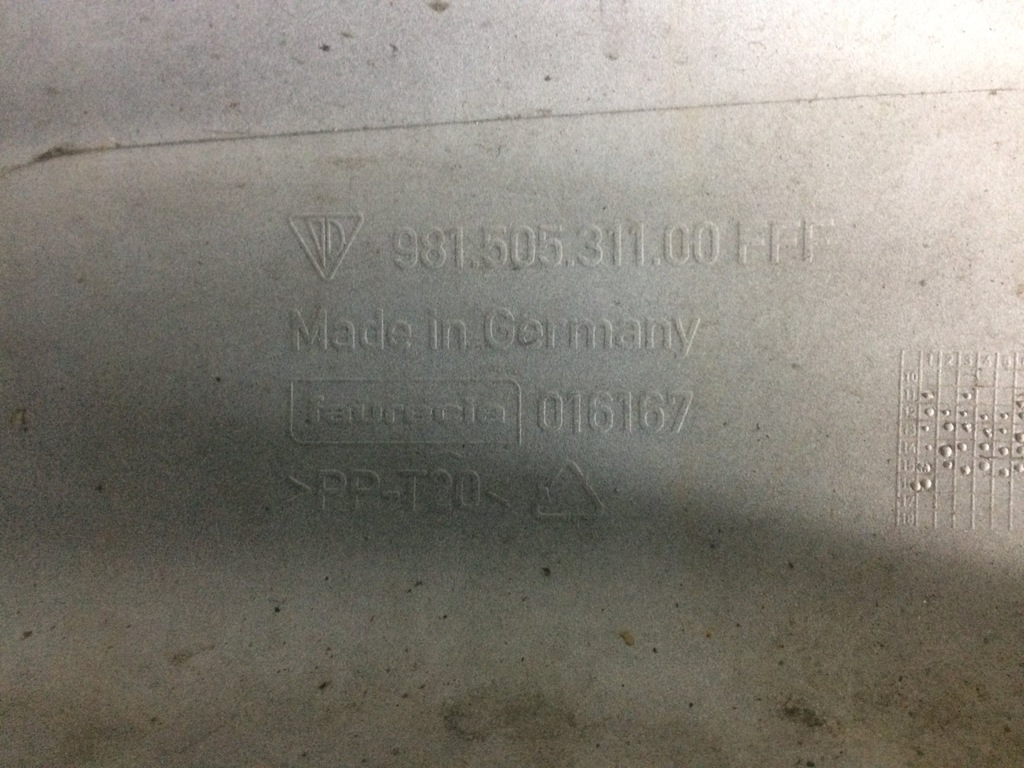 981.505.311.00 FFF
Made in Germany
faurecia 016167
>PP-T20<